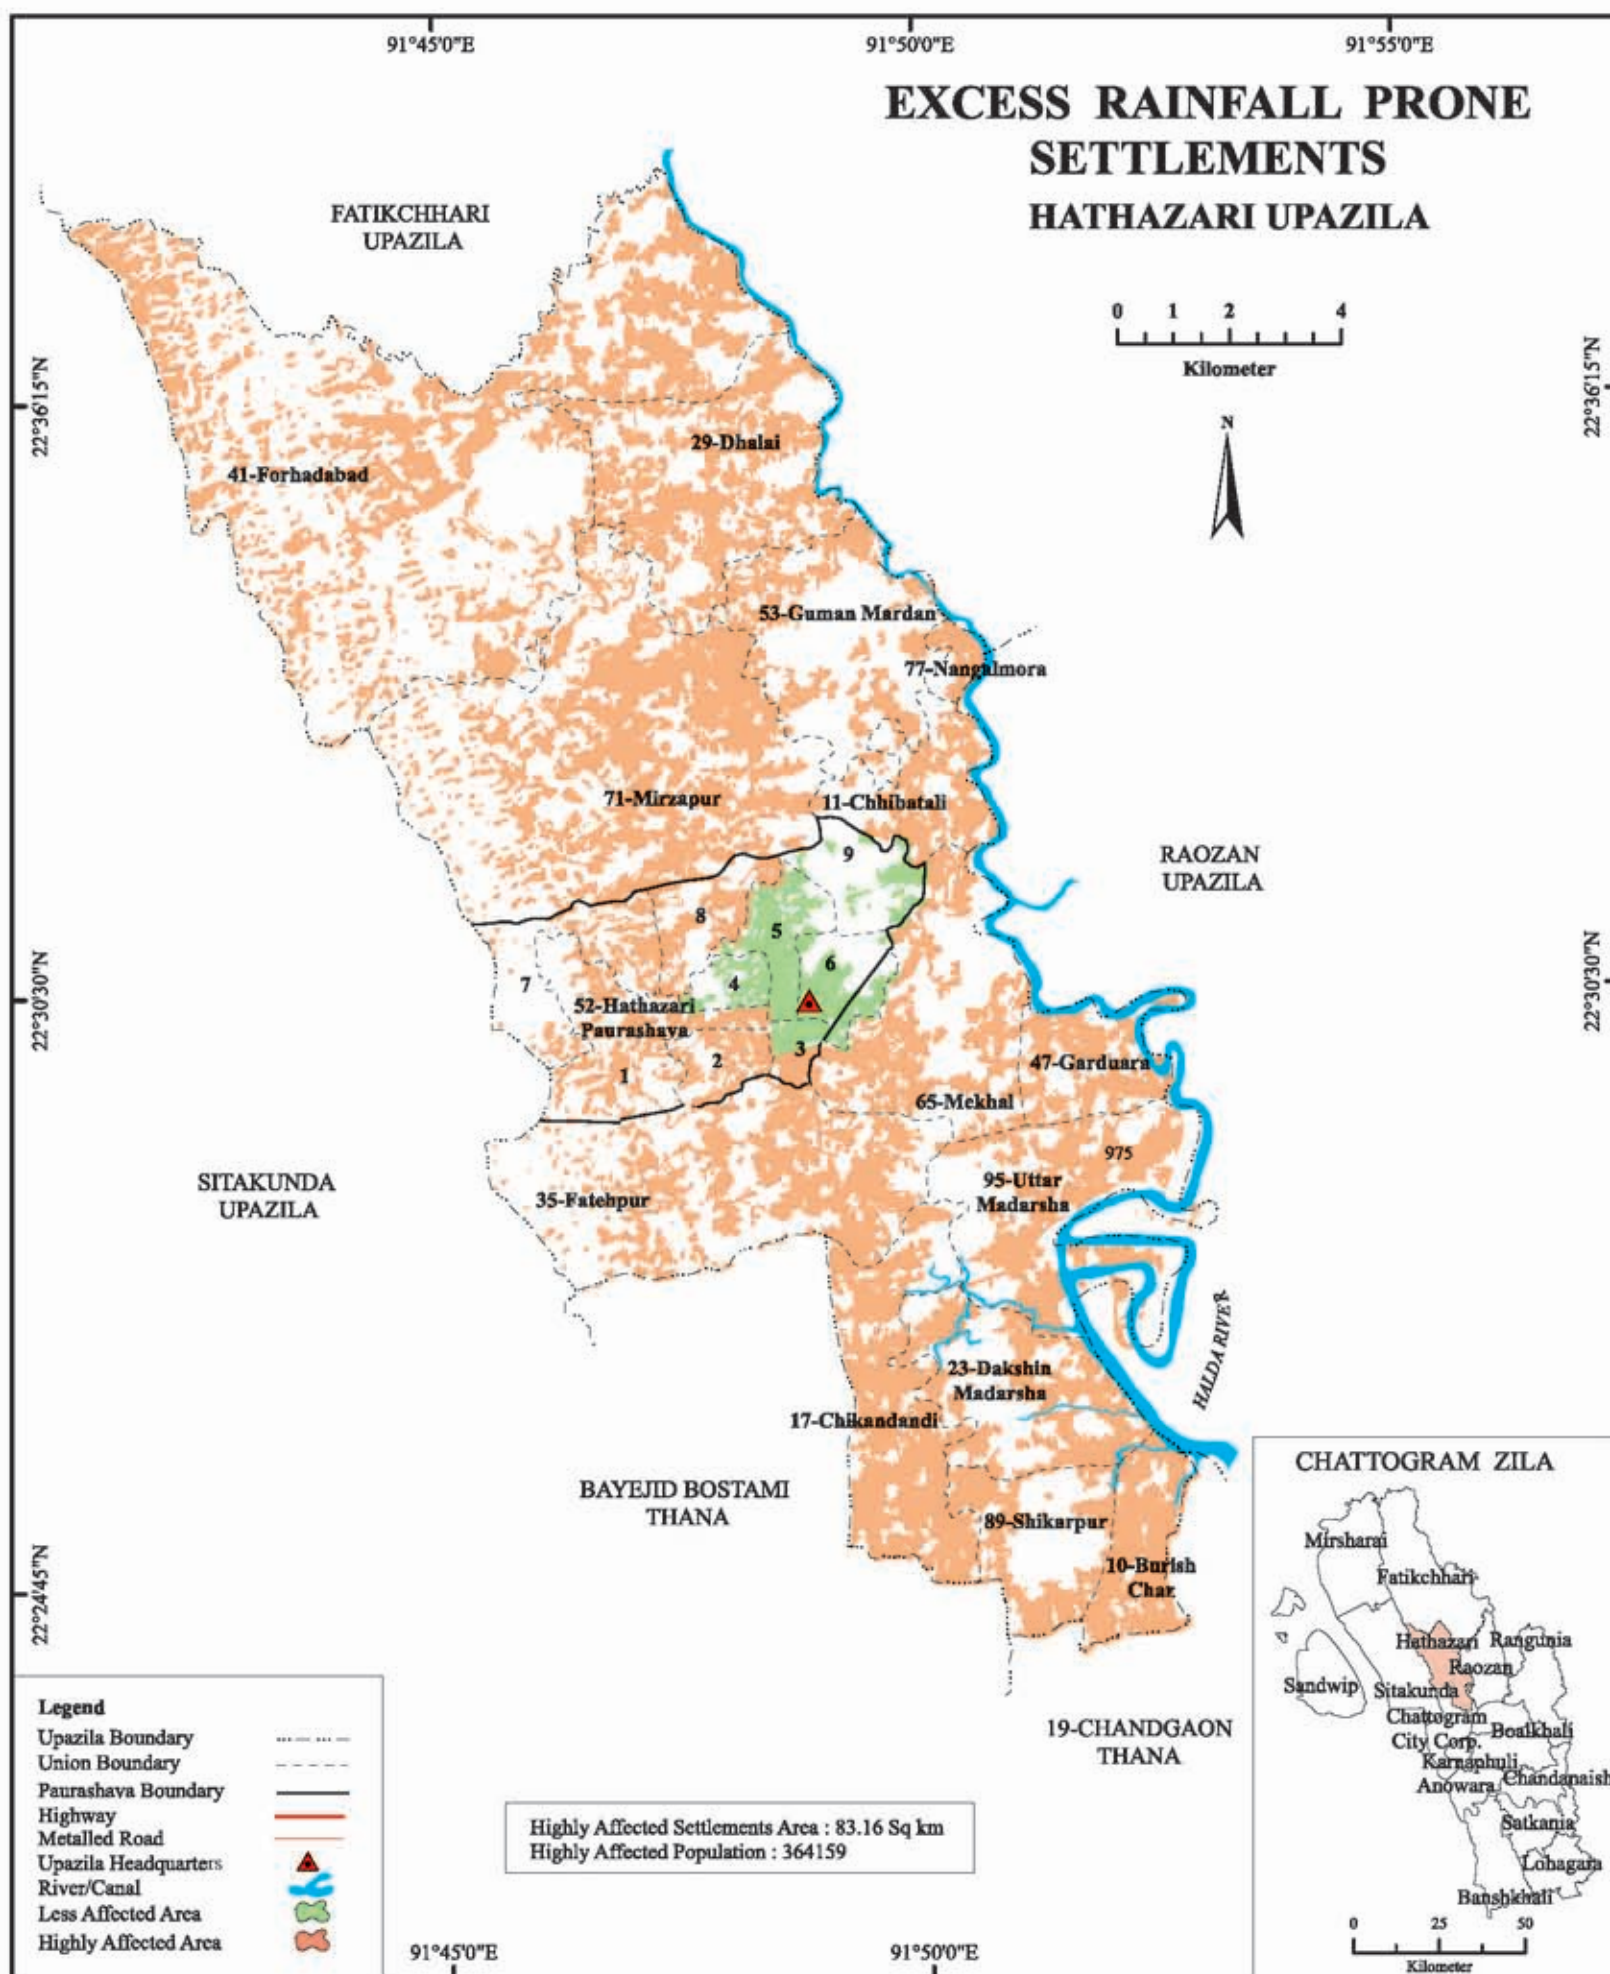 91°45'0"E
91°50'0"E
91°55'0"E
EXCESS RAINFALL PRONE
SETTLEMENTS
HATHAZARI UPAZILA
FATIKCHHARI
UPAZILA
0 1 2 4
Kilometer
22°36'15"N
22°36'15"N
N
29-Dhalai
41-Forhadabad
53-Guman Mardan
77-Nangalmora
71-Mirzapur
11-Chhibatali
9
RAOZAN
UPAZILA
8
5
6
7
4
22°30'30"N
22°30'30"N
52-Hathazari
Paurashava
3
2
1
47-Garduara
65-Mekhal
975
SITAKUNDA
UPAZILA
95-Uttar
Madarsha
35-Fatehpur
HALDA RIVER
23-Dakshin
Madarsha
17-Chikandandi
BAYEJID BOSTAMI
THANA
89-Shikarpur
10-Burish
Char
22°24'45"N
19-CHANDGAON
THANA
CHATTOGRAM ZILA
Mirsharai
Fatikchhari
Hathazari
Rangunia
Raozan
Sandwip
Sitakunda
Chattogram
City Corp.
Boalkhali
Karnaphuli
Anowara
Chandanaish
Satkania
Lohagara
Banshkhali
0 25 50
Kilometer
Legend
Upazila Boundary
Union Boundary
Paurashava Boundary
Highway
Metalled Road
Upazila Headquarters
River/Canal
Less Affected Area
Highly Affected Area
Highly Affected Settlements Area : 83.16 Sq km
Highly Affected Population : 364159
91°45'0"E
91°50'0"E